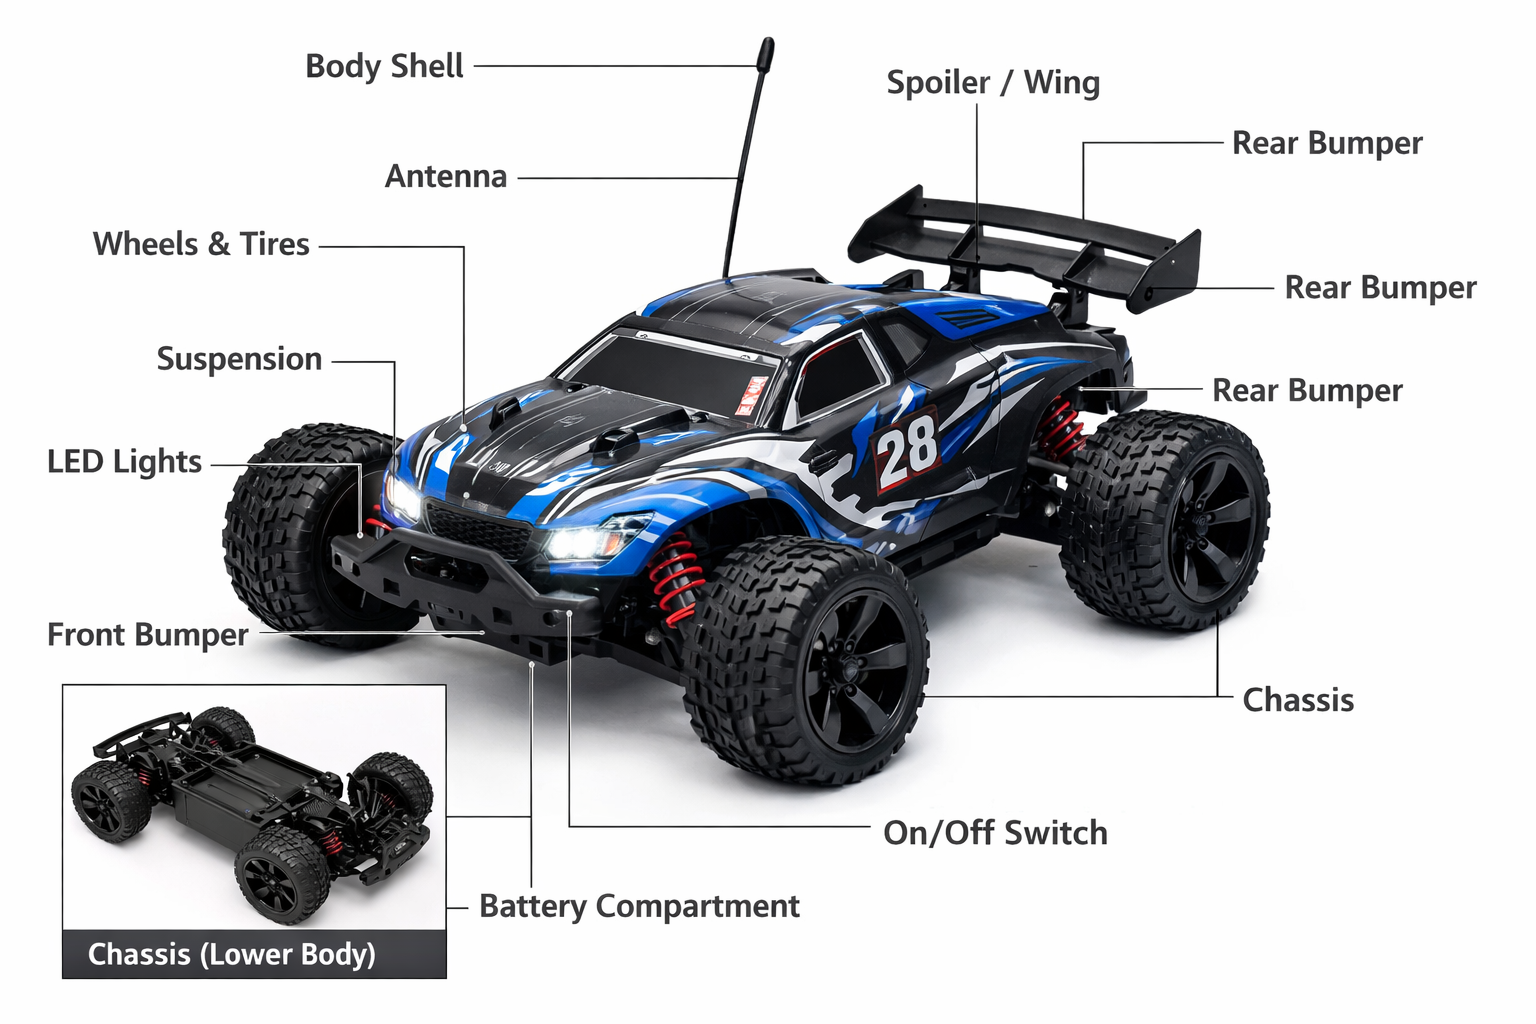 Body Shell
Spoiler / Wing
Rear Bumper
Antenna
Wheels & Tires
Rear Bumper
Suspension
Rear Bumper
28
LED Lights
Front Bumper
Chassis
On/Off Switch
Battery Compartment
Chassis (Lower Body)